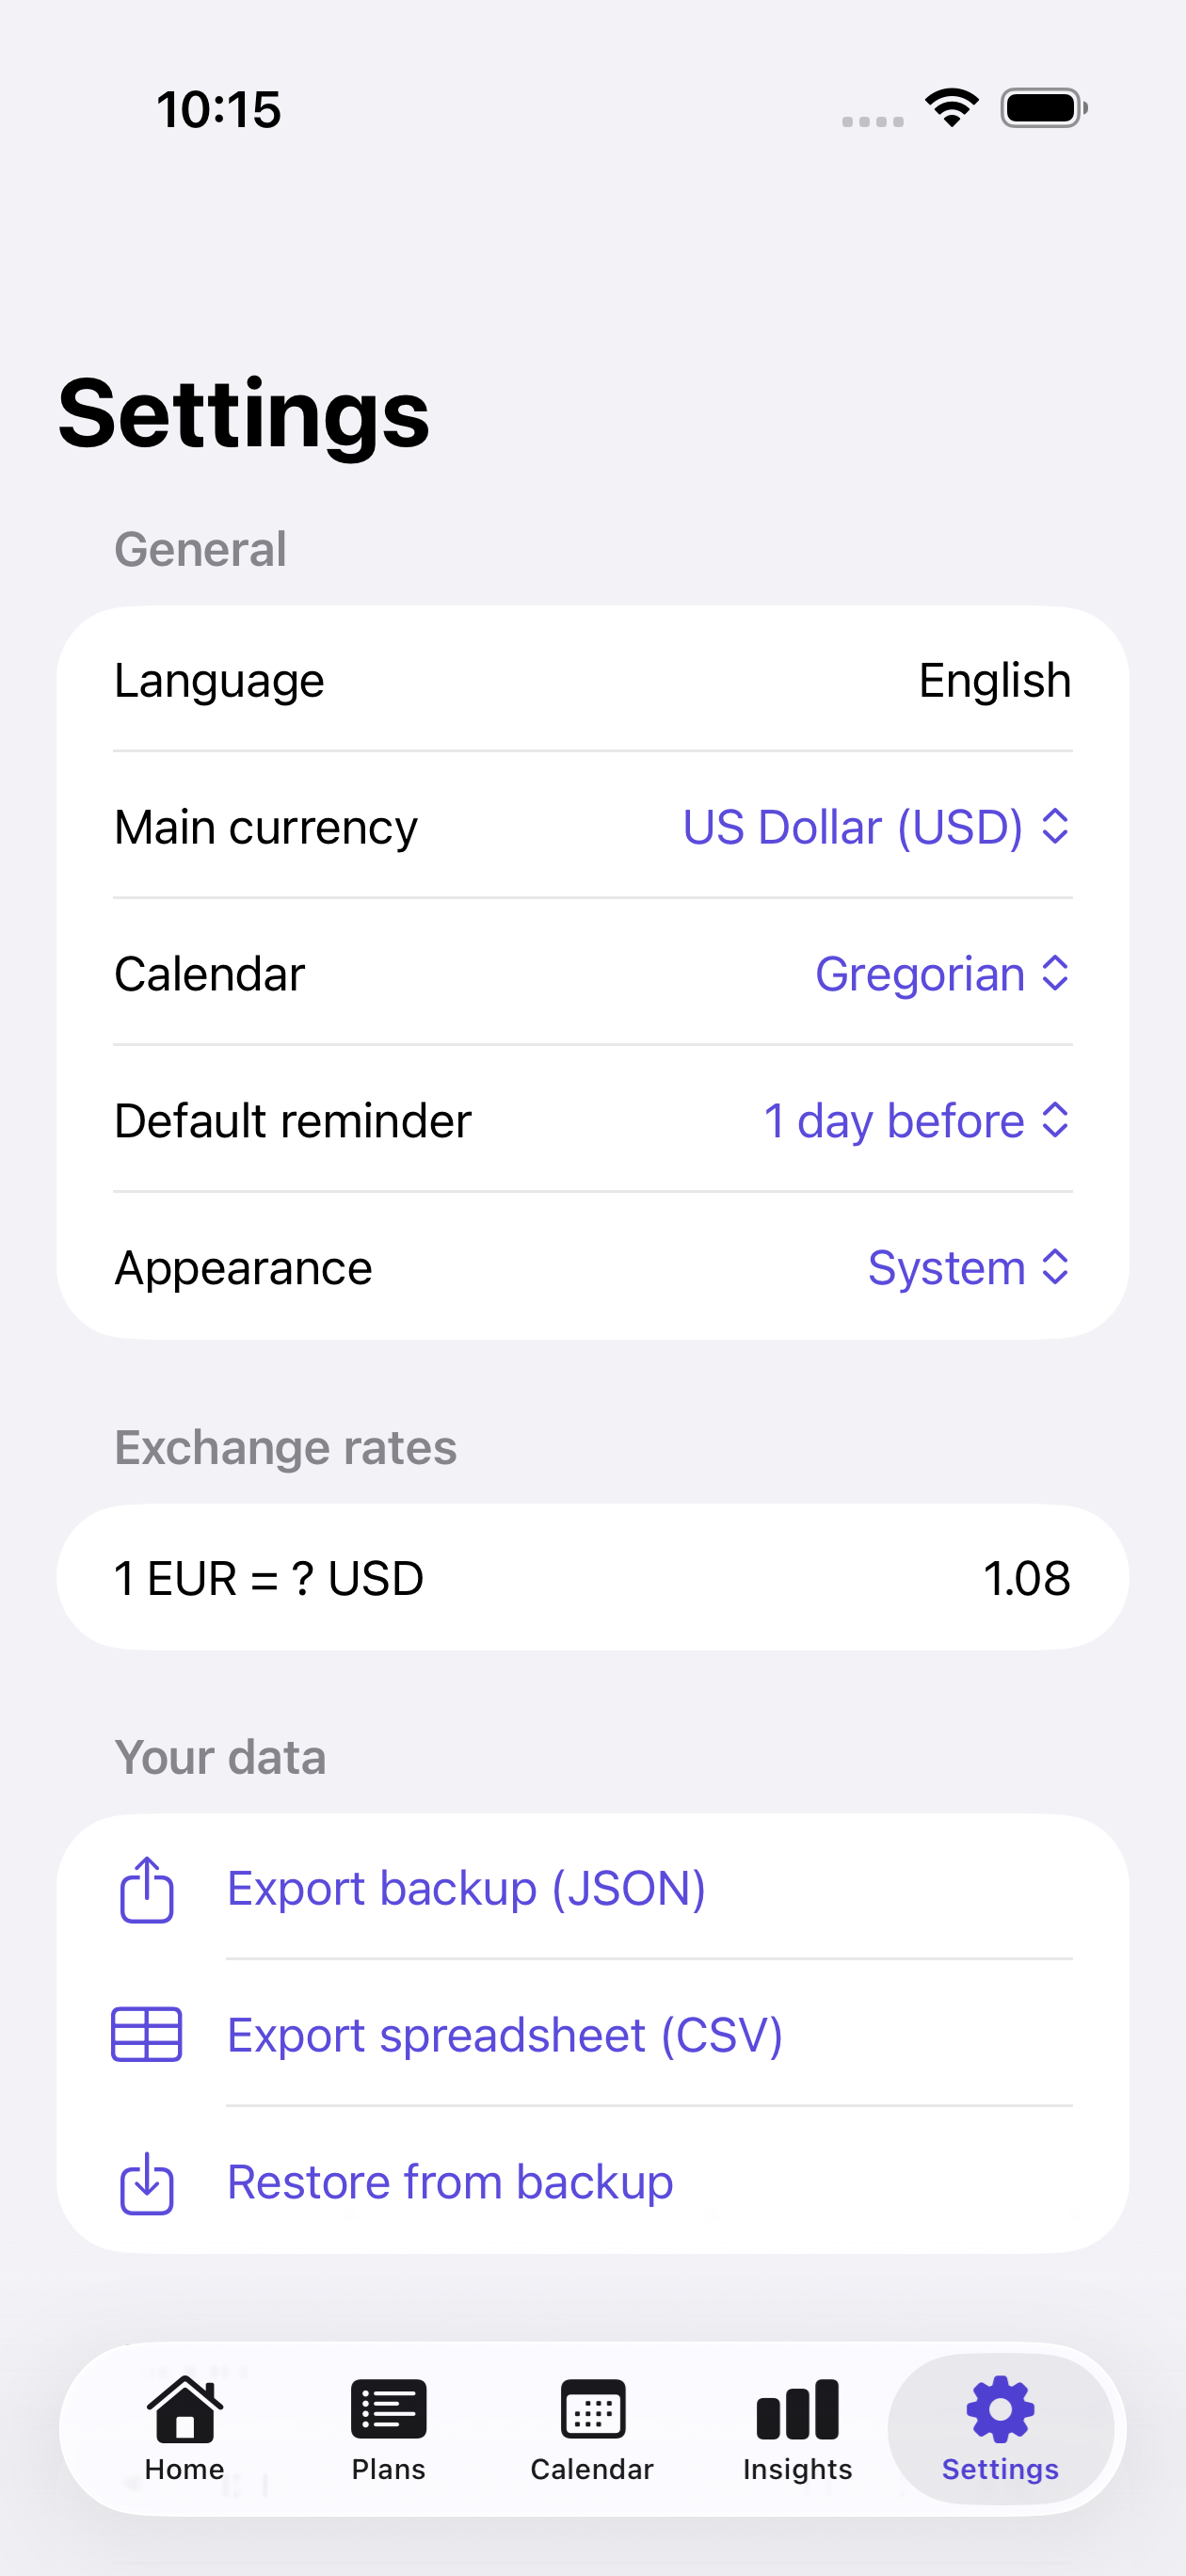 10:15
Settings
General
Language English
Main currency US Dollar (USD)
Calendar Gregorian
Default reminder 1 day before
Appearance System
Exchange rates
1 EUR = ? USD 1.08
Your data
Export backup (JSON)
Export spreadsheet (CSV)
Restore from backup
Home Plans Calendar Insights Settings